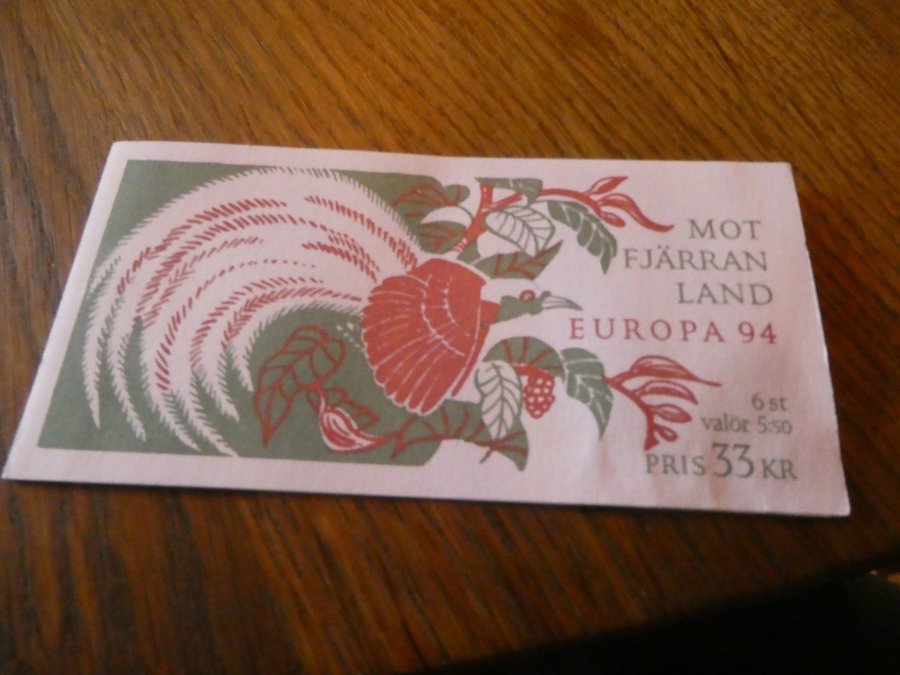 MOT
FJÄRRAN
LAND
EUROPA 94
6 st
valör 5:50
PRIS 33 KR